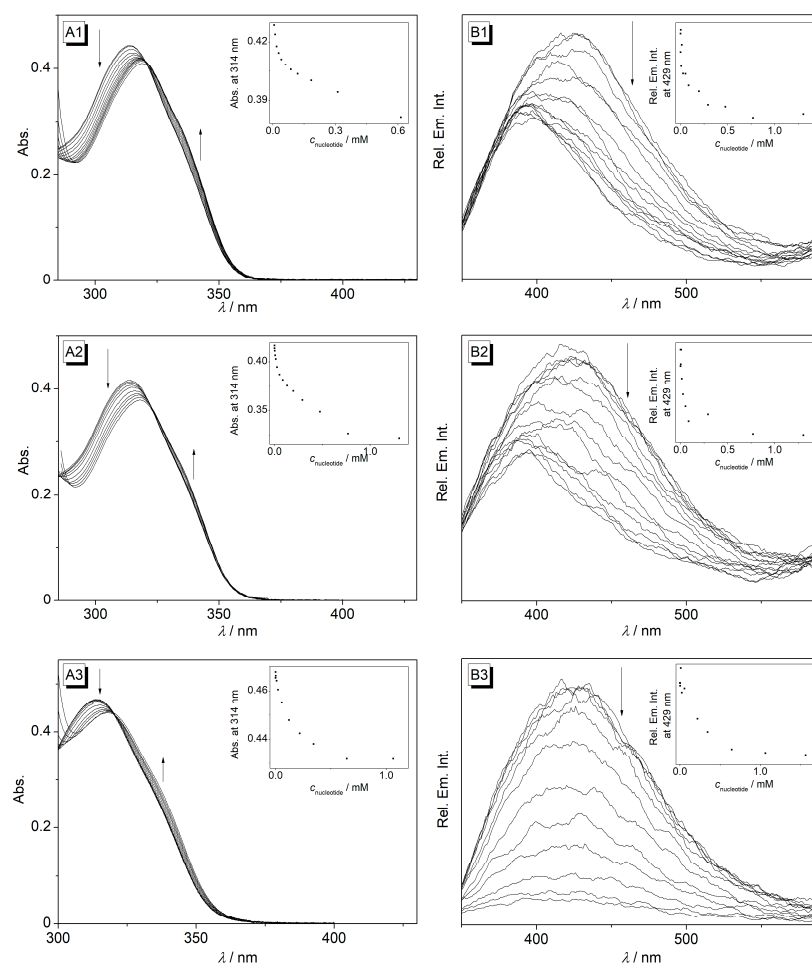 A1
Abs.
0.4
0.2
0
300
350
400
λ / nm
Abs. at 314 nm
0.42
0.39
0.0
0.3
0.6
c nucleotide / mM
B1
Rel. Em. Int.
400
500
λ / nm
Rel. Em. Int.
at 429 nm
0.0
0.5
1.0
c nucleotide / mM
A2
Abs.
0.4
0.2
0
300
350
400
λ / nm
Abs. at 314 nm
0.40
0.35
0.0
0.5
1.0
c nucleotide / mM
B2
Rel. Em. Int.
400
500
λ / nm
Rel. Em. Int.
at 429 nm
0.0
0.5
1.0
c nucleotide / mM
A3
Abs.
0.4
0.2
0
300
350
400
λ / nm
Abs. at 314 nm
0.46
0.44
0.0
0.5
1.0
c nucleotide / mM
B3
Rel. Em. Int.
400
500
λ / nm
Rel. Em. Int.
at 429 nm
0.0
1.0
c nucleotide / mM